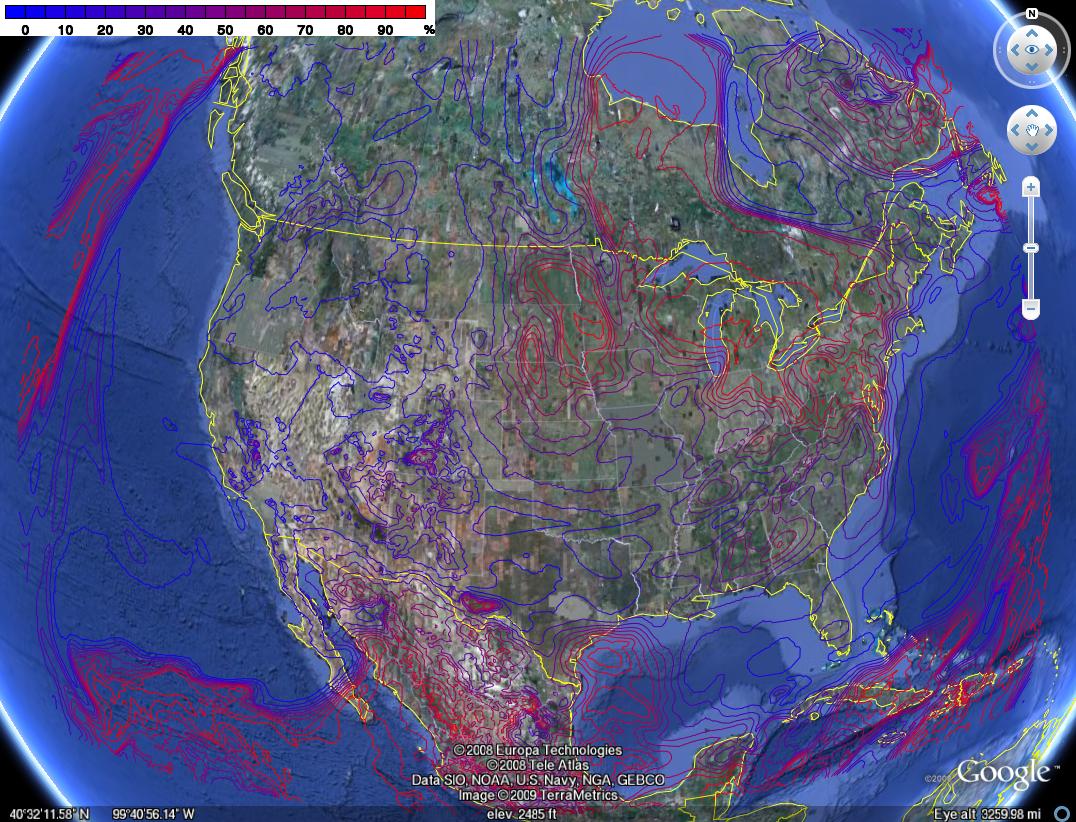 0 10 20 30 40 50 60 70 80 90 %
N
© 2008 Europa Technologies
© 2008 Tele Atlas
Data SIO, NOAA, U.S. Navy, NGA, GEBCO
Image © 2009 TerraMetrics
©2009 Google™
40°32'11.58" N 99°40'56.14" W elev 2485 ft Eye alt 3259.98 mi